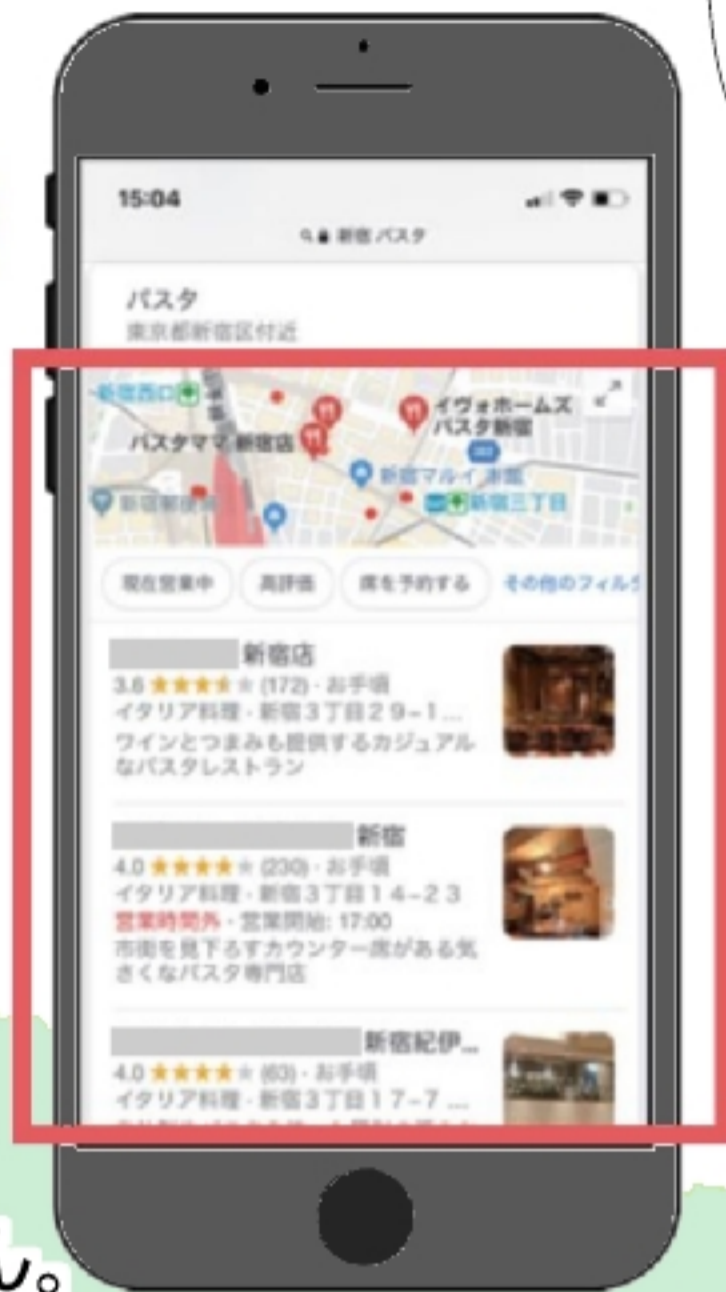 15:04
新宿 パスタ
パスタ
東京都新宿区付近
新宿西口
イヴォホームズ
パスタ新宿
パスタママ 新宿店
新宿マルイ 本館
新宿郵便局
新宿三丁目
現在営業中 高評価 席を予約する その他のフィルタ
新宿店
3.6 (172)・お手頃
イタリア料理・新宿3丁目29−1...
ワインとつまみも提供するカジュアル
なパスタレストラン
新宿
4.0 (230)・お手頃
イタリア料理・新宿3丁目14−23
営業時間外・営業開始: 17:00
市街を見下ろすカウンター席がある気
さくなパスタ専門店
新宿紀伊...
4.0 (63)・お手頃
イタリア料理・新宿3丁目17−7 ...
ん。